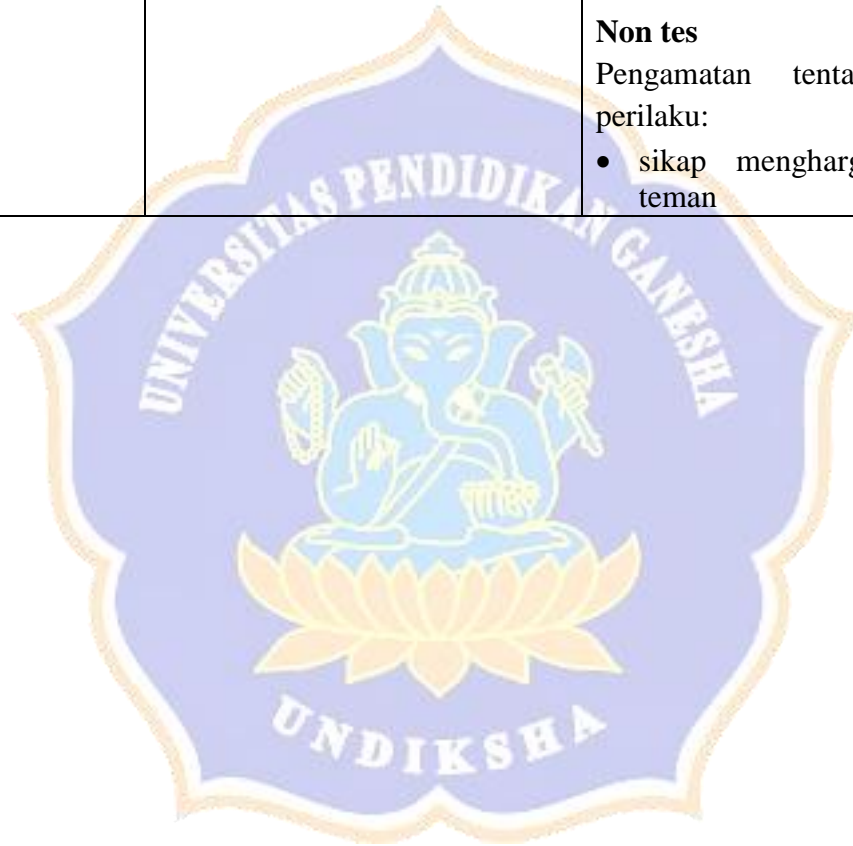 Non tes
Pengamatan tenta
perilaku:
• sikap mengharg
teman
UNIVERSITAS PENDIDIKAN GANESHA
UNDIKSHA